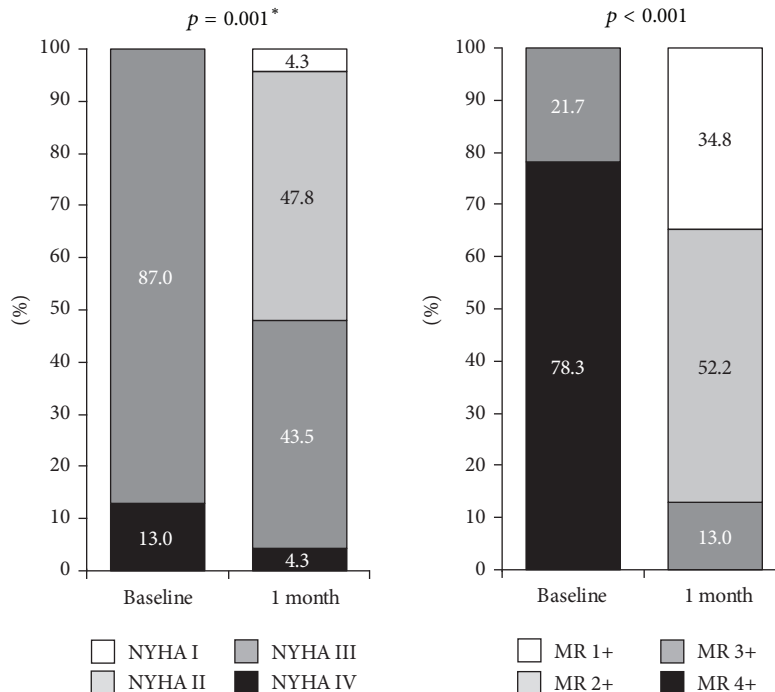 p = 0.001*
100
90
80
70
60
50
40
30
20
10
0
(%)
87.0
13.0
4.3
47.8
43.5
4.3
Baseline
1 month
NYHA I
NYHA III
NYHA II
NYHA IV
p < 0.001
100
90
80
70
60
50
40
30
20
10
0
(%)
21.7
78.3
34.8
52.2
13.0
Baseline
1 month
MR 1+
MR 3+
MR 2+
MR 4+